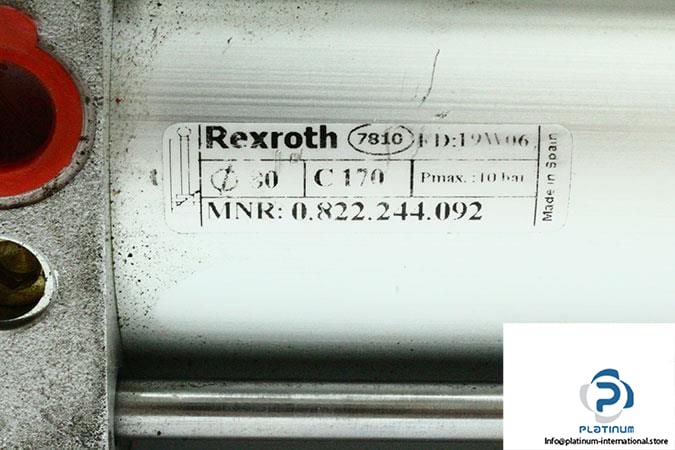 Rexroth 7810 FD:19W06
80 C 170 Pmax.:10 bar
MNR: 0.822.244.092
Made in Spain
PLATINUM
Info@platinum-international.store